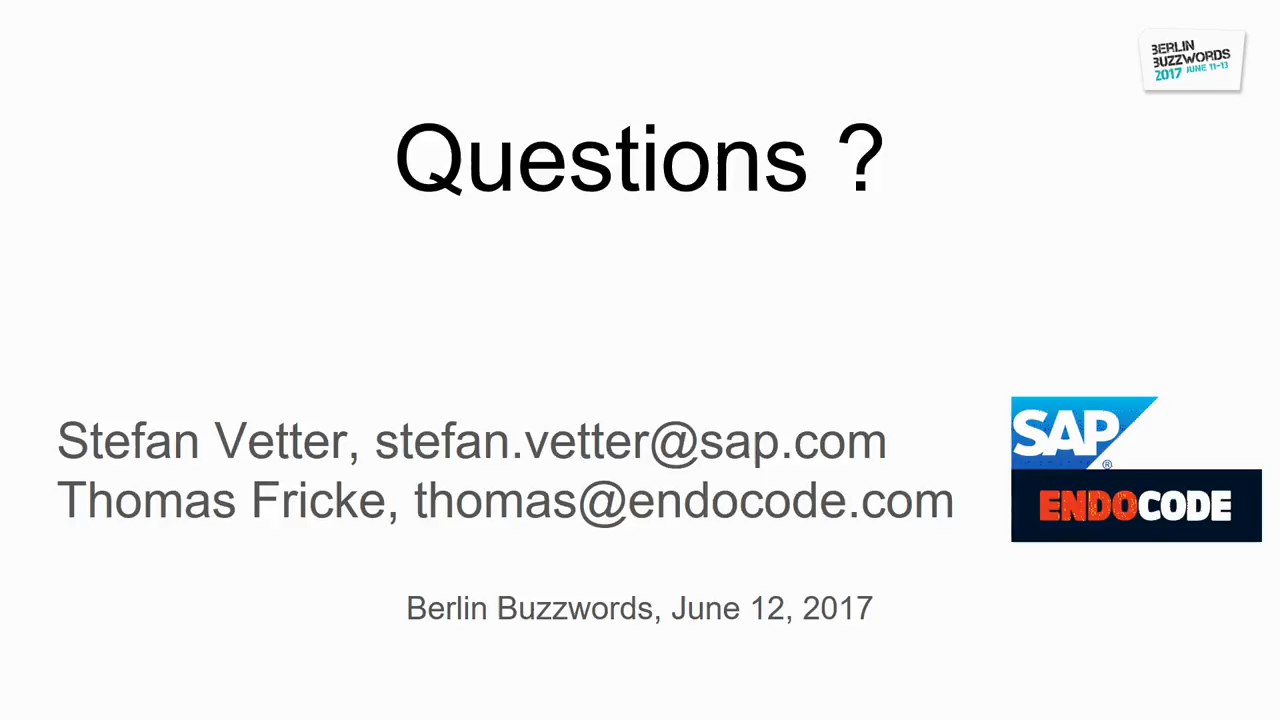 BERLIN
BUZZWORDS
2017 JUNE 11-13
Questions ?
Stefan Vetter, stefan.vetter@sap.com
Thomas Fricke, thomas@endocode.com
SAP
®
ENDOCODE
Berlin Buzzwords, June 12, 2017